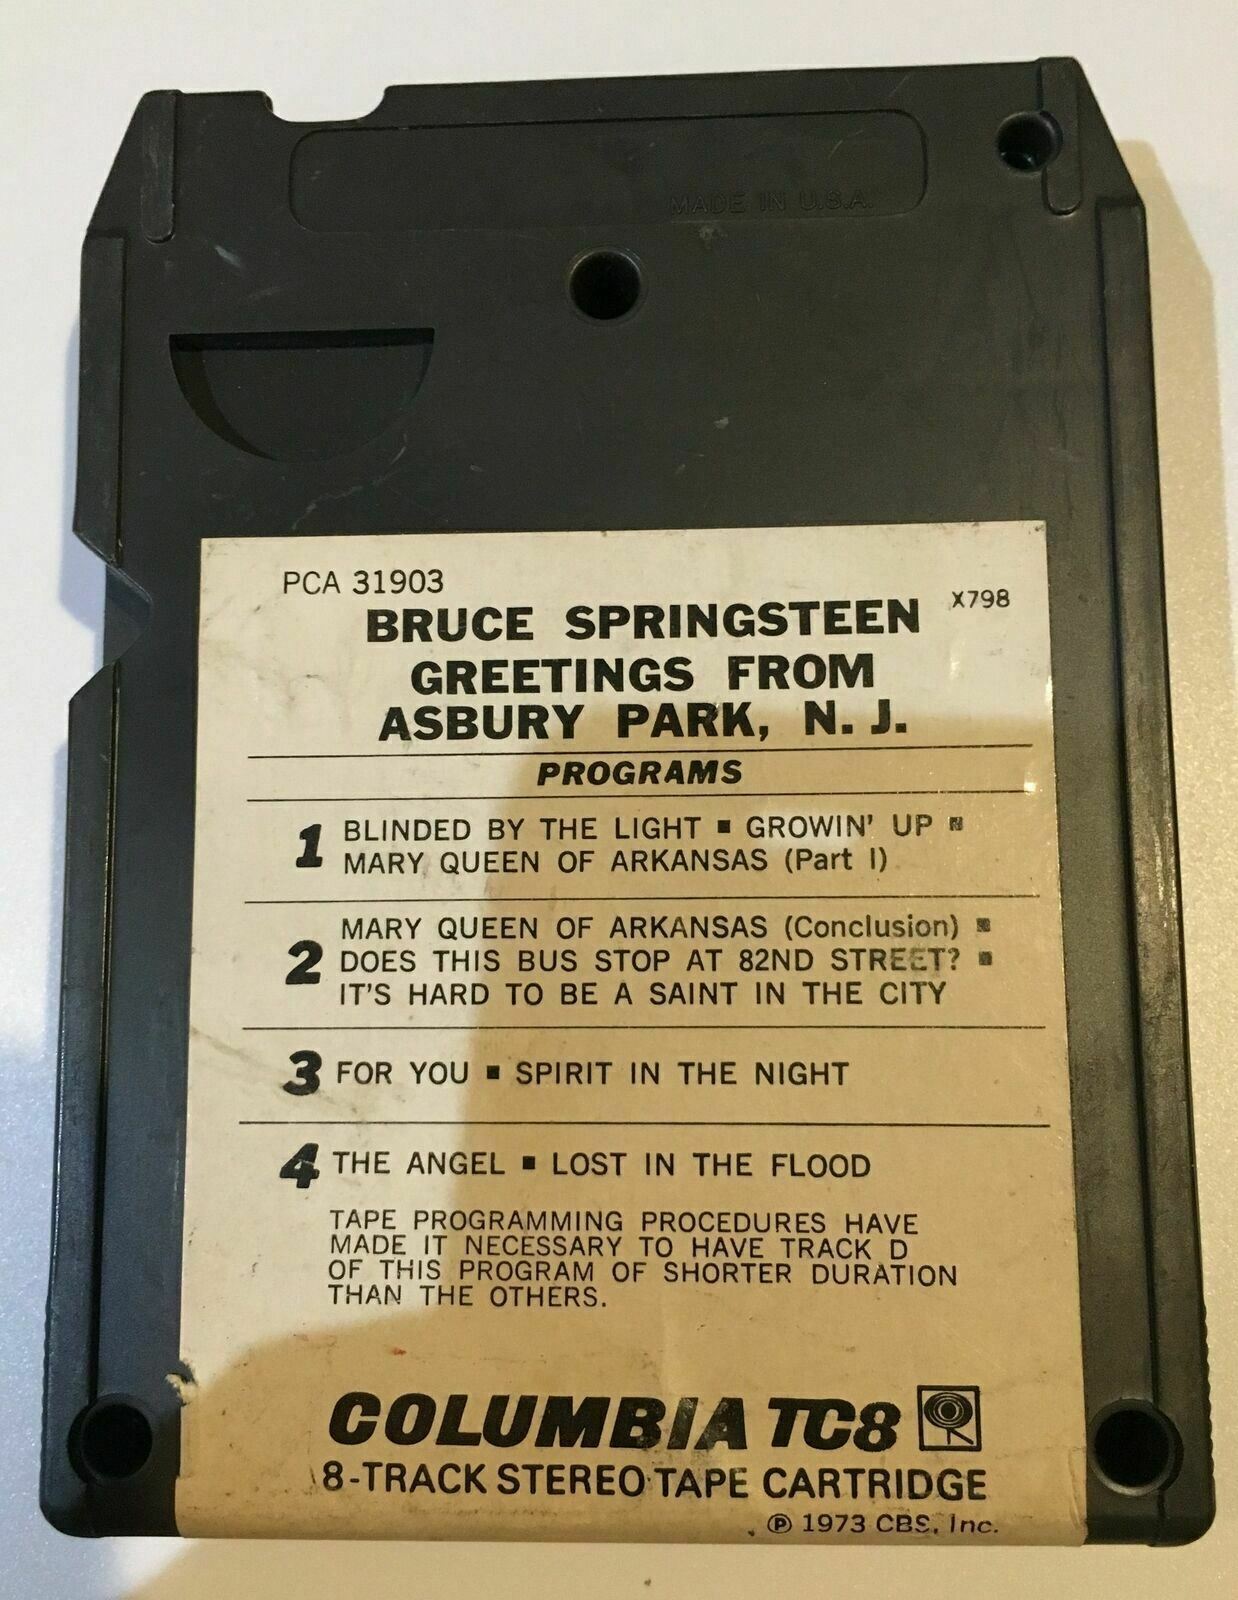 MADE IN U.S.A.
PCA 31903
X798
BRUCE SPRINGSTEEN
GREETINGS FROM
ASBURY PARK, N. J.
PROGRAMS
1 BLINDED BY THE LIGHT ▪ GROWIN' UP ▪
MARY QUEEN OF ARKANSAS (Part I)
MARY QUEEN OF ARKANSAS (Conclusion) ▪
2 DOES THIS BUS STOP AT 82ND STREET? ▪
IT'S HARD TO BE A SAINT IN THE CITY
3 FOR YOU ▪ SPIRIT IN THE NIGHT
4 THE ANGEL ▪ LOST IN THE FLOOD
TAPE PROGRAMMING PROCEDURES HAVE
MADE IT NECESSARY TO HAVE TRACK D
OF THIS PROGRAM OF SHORTER DURATION
THAN THE OTHERS.
COLUMBIA TC8
8-TRACK STEREO TAPE CARTRIDGE
℗ 1973 CBS, Inc.